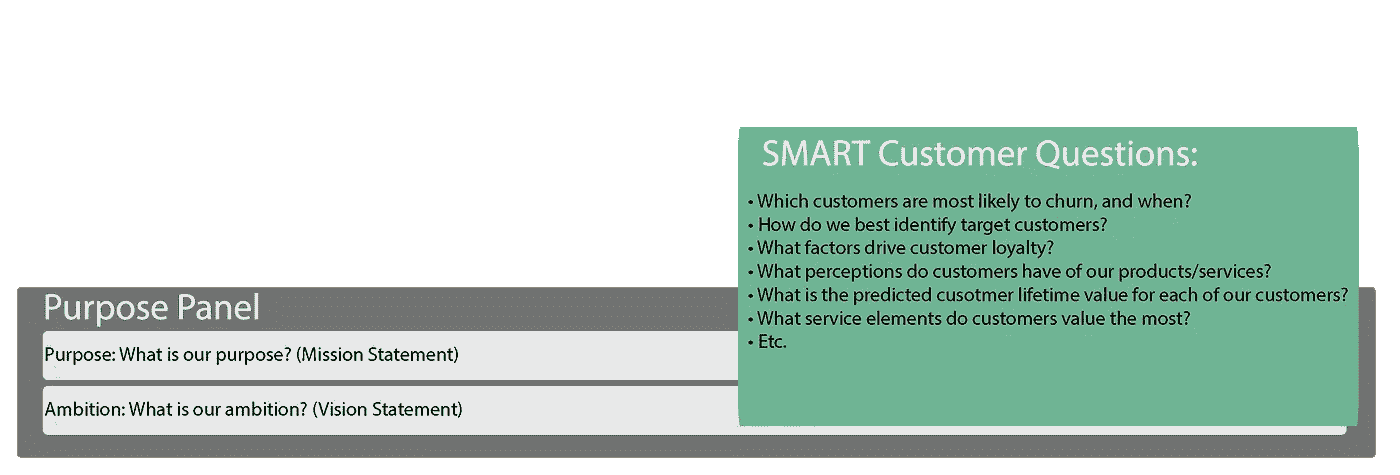 SMART Customer Questions:
• Which customers are most likely to churn, and when?
• How do we best identify target customers?
• What factors drive customer loyalty?
• What perceptions do customers have of our products/services?
• What is the predicted cusotmer lifetime value for each of our customers?
• What service elements do customers value the most?
• Etc.
Purpose Panel
Purpose: What is our purpose? (Mission Statement)
Ambition: What is our ambition? (Vision Statement)